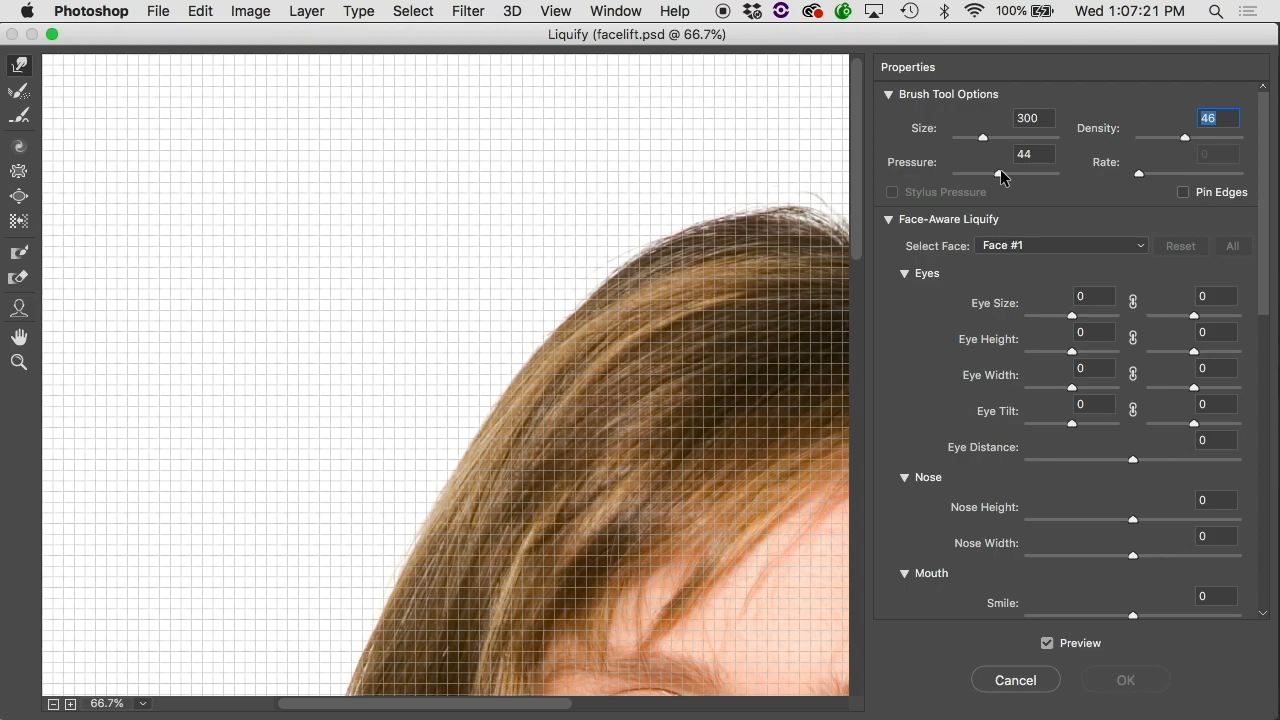 Photoshop File Edit Image Layer Type Select Filter 3D View Window Help 100% Wed 1:07:21 PM
Liquify (facelift.psd @ 66.7%)
Properties
Brush Tool Options
Size: 300 Density: 46
Pressure: 44 Rate: 0
Stylus Pressure Pin Edges
Face-Aware Liquify
Select Face: Face #1 Reset All
Eyes
Eye Size: 0 0
Eye Height: 0 0
Eye Width: 0 0
Eye Tilt: 0 0
Eye Distance: 0
Nose
Nose Height: 0
Nose Width: 0
Mouth
Smile: 0
Preview
Cancel OK
66.7%